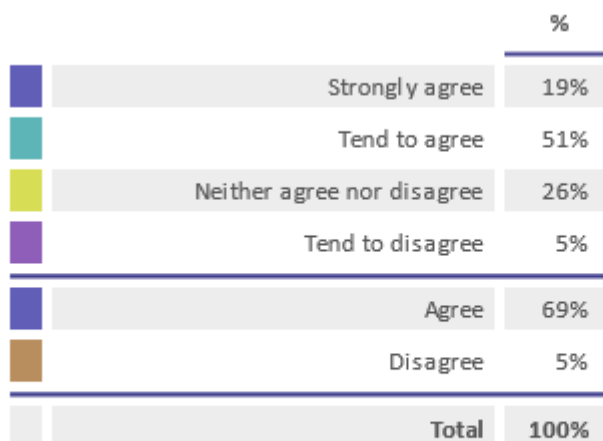 %
Strongly agree 19%
Tend to agree 51%
Neither agree nor disagree 26%
Tend to disagree 5%
Agree 69%
Disagree 5%
Total 100%